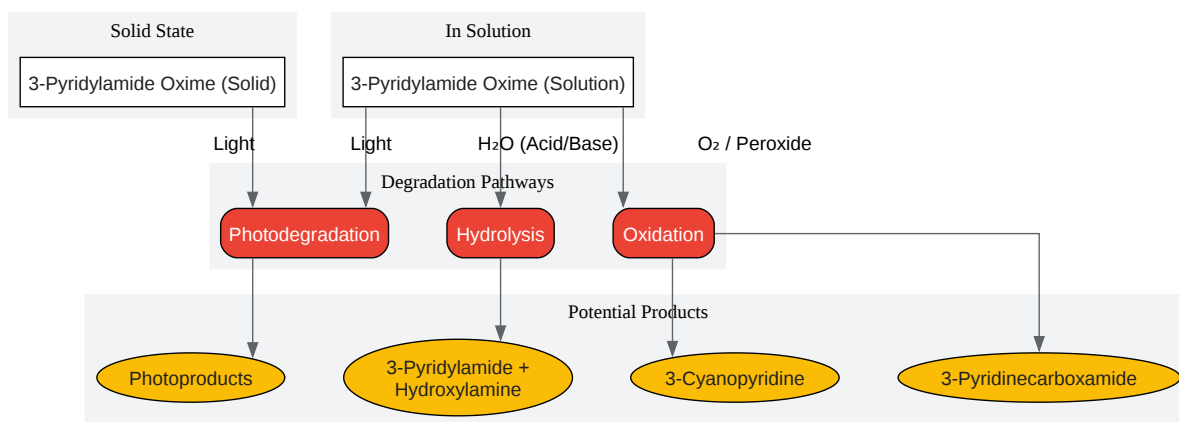 Solid State
In Solution
3-Pyridylamide Oxime (Solid)
3-Pyridylamide Oxime (Solution)
Light
Light
H₂O (Acid/Base)
O₂ / Peroxide
Degradation Pathways
Photodegradation
Hydrolysis
Oxidation
Potential Products
Photoproducts
3-Pyridylamide +
Hydroxylamine
3-Cyanopyridine
3-Pyridinecarboxamide